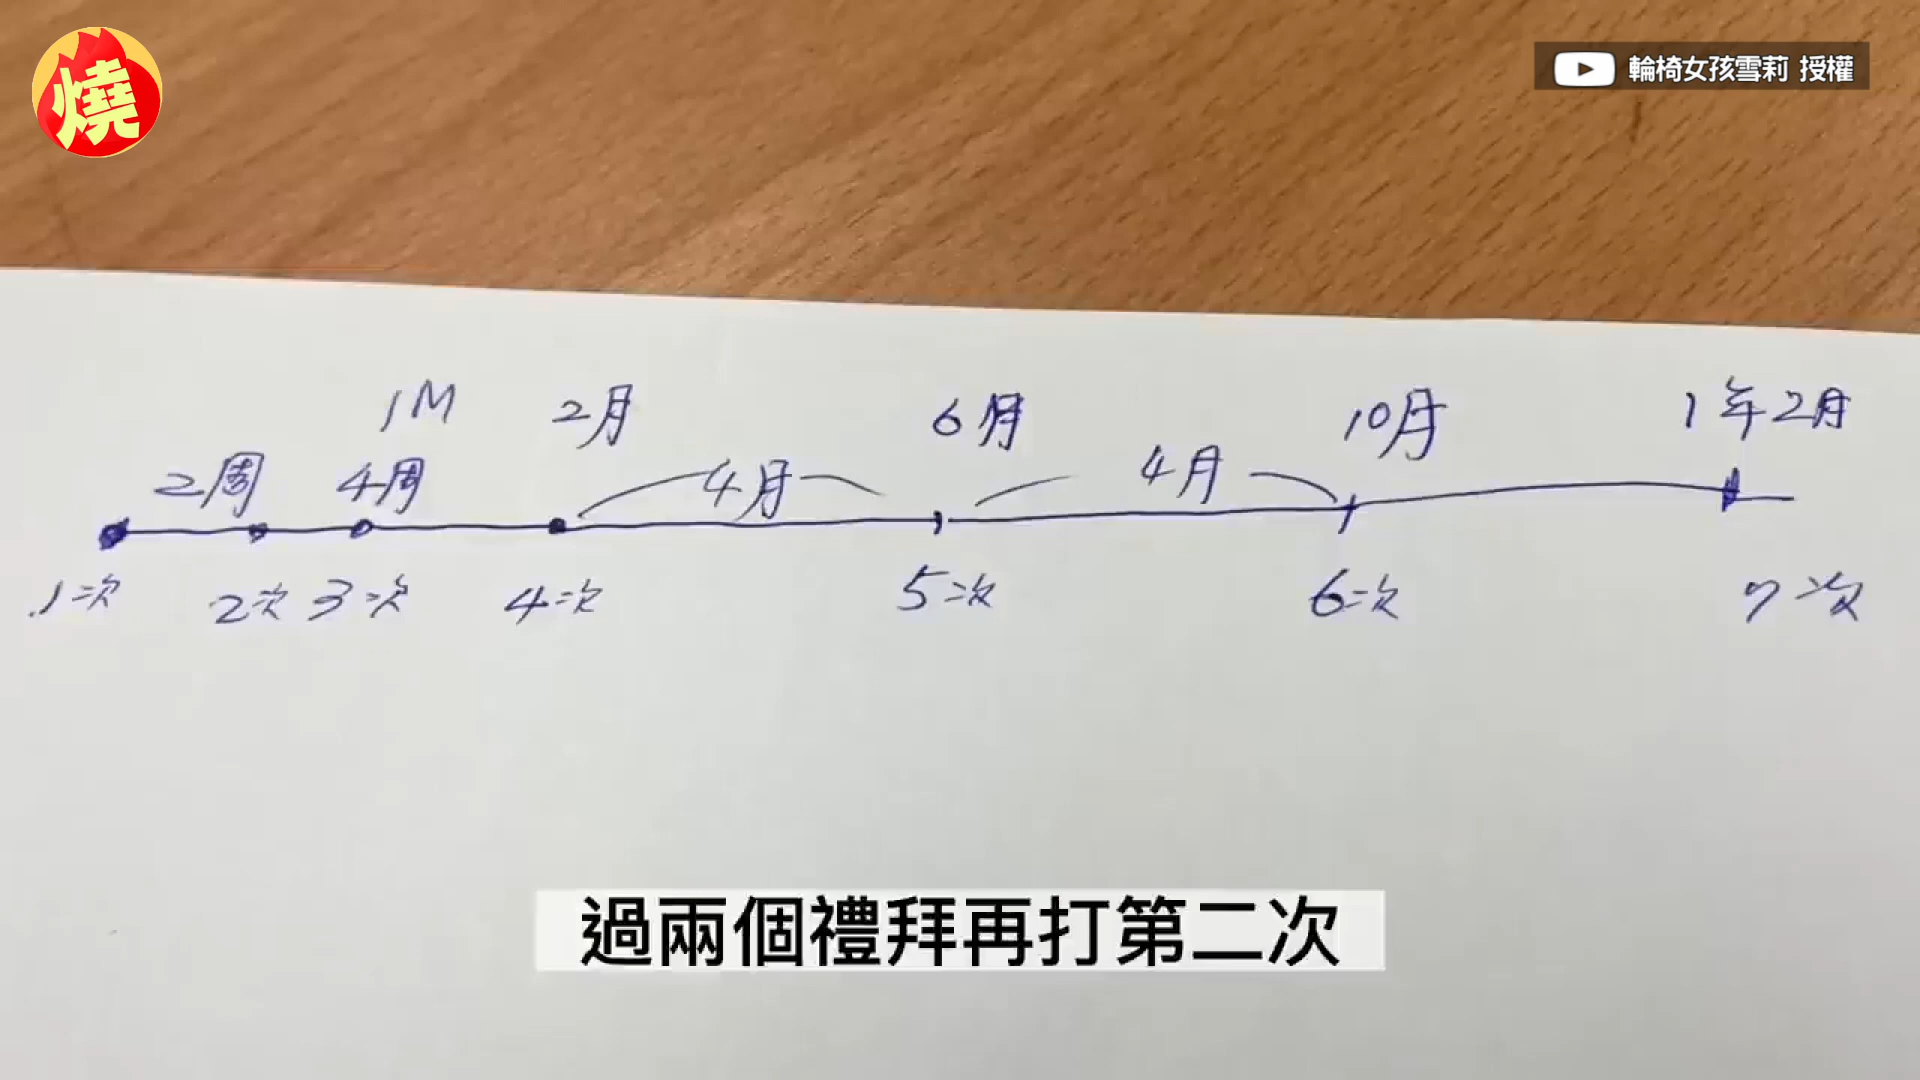 燒
輪椅女孩雪莉 授權
1M 2月 6月 10月 1年2月
2周 4周 4月 4月
1次 2次 3次 4次 5次 6次 7次
過兩個禮拜再打第二次